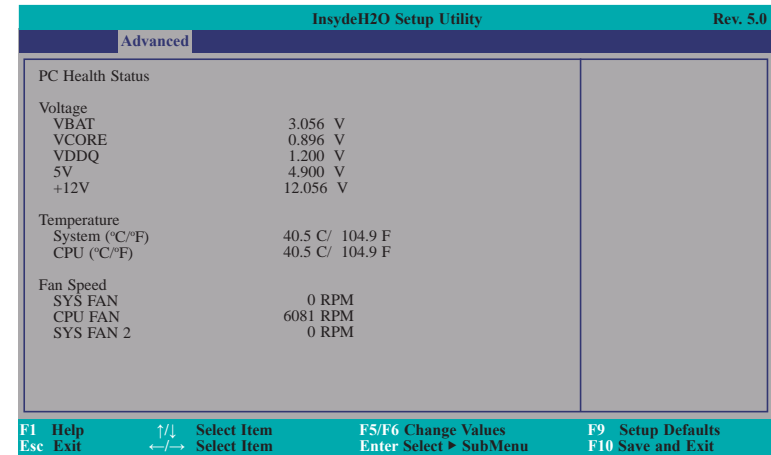 InsydeH2O Setup Utility Rev. 5.0
Advanced
PC Health Status
Voltage
VBAT 3.056 V
VCORE 0.896 V
VDDQ 1.200 V
5V 4.900 V
+12V 12.056 V
Temperature
System (°C/°F) 40.5 C/ 104.9 F
CPU (°C/°F) 40.5 C/ 104.9 F
Fan Speed
SYS FAN 0 RPM
CPU FAN 6081 RPM
SYS FAN 2 0 RPM
F1 Help ↑/↓ Select Item F5/F6 Change Values F9 Setup Defaults
Esc Exit ←/→ Select Item Enter Select ▶ SubMenu F10 Save and Exit